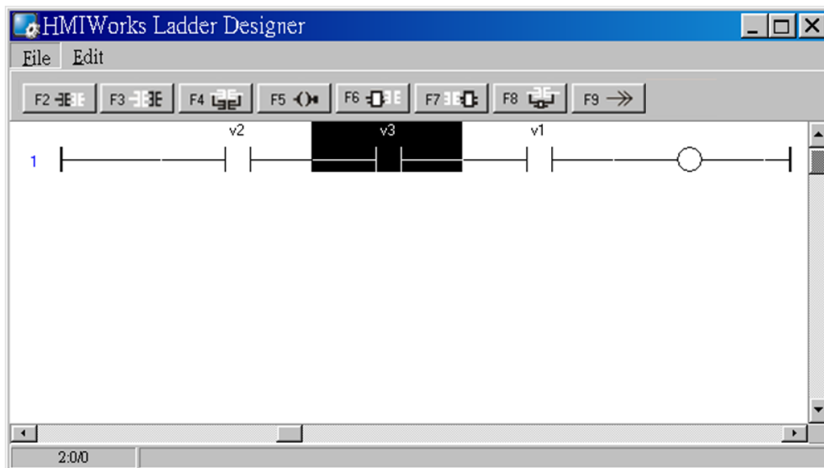 HMIWorks Ladder Designer
File Edit
F2 F3 F4 F5 F6 F7 F8 F9
v2 v3 v1
1
2:0/0